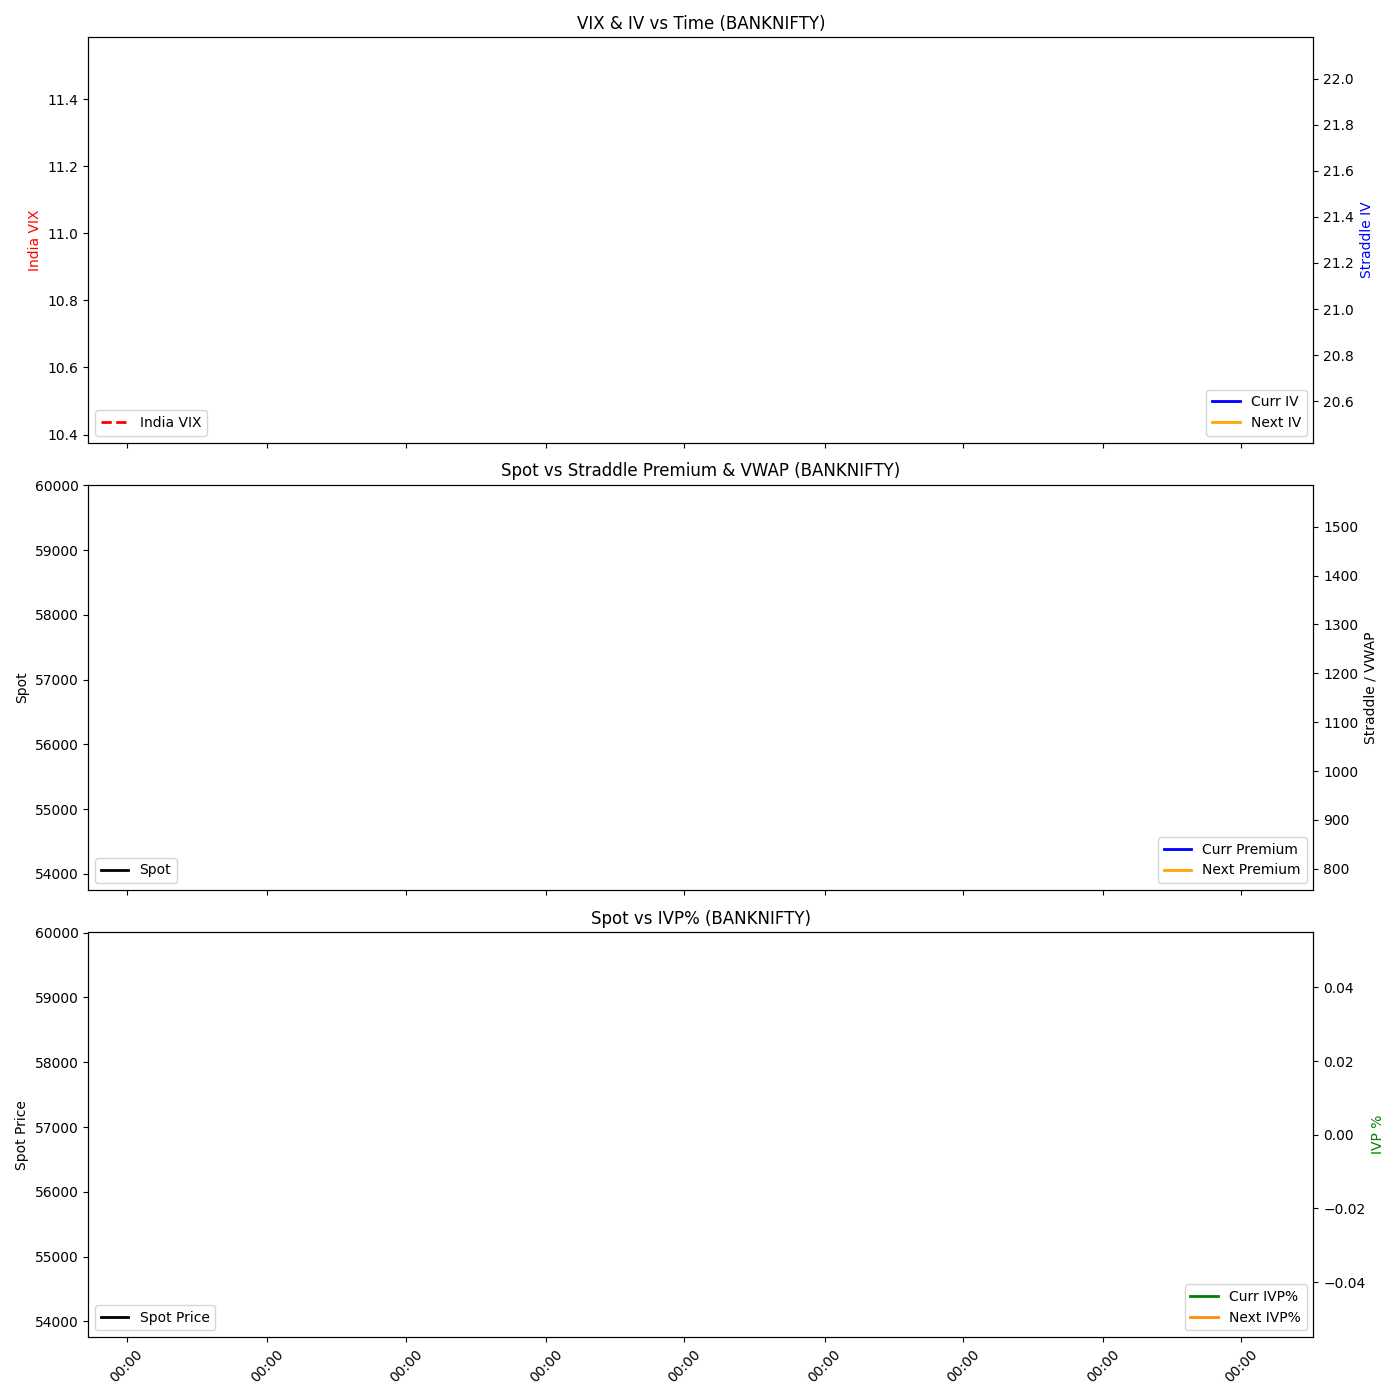 VIX & IV vs Time (BANKNIFTY)
11.4
11.2
11.0
10.8
10.6
10.4
India VIX
22.0
21.8
21.6
21.4
21.2
21.0
20.8
20.6
Straddle IV
India VIX
Curr IV
Next IV
Spot vs Straddle Premium & VWAP (BANKNIFTY)
60000
59000
58000
57000
56000
55000
54000
Spot
1500
1400
1300
1200
1100
1000
900
800
Straddle / VWAP
Spot
Curr Premium
Next Premium
Spot vs IVP% (BANKNIFTY)
60000
59000
58000
57000
56000
55000
54000
Spot Price
0.04
0.02
0.00
−0.02
−0.04
IVP %
Spot Price
Curr IVP%
Next IVP%
00:00
00:00
00:00
00:00
00:00
00:00
00:00
00:00
00:00